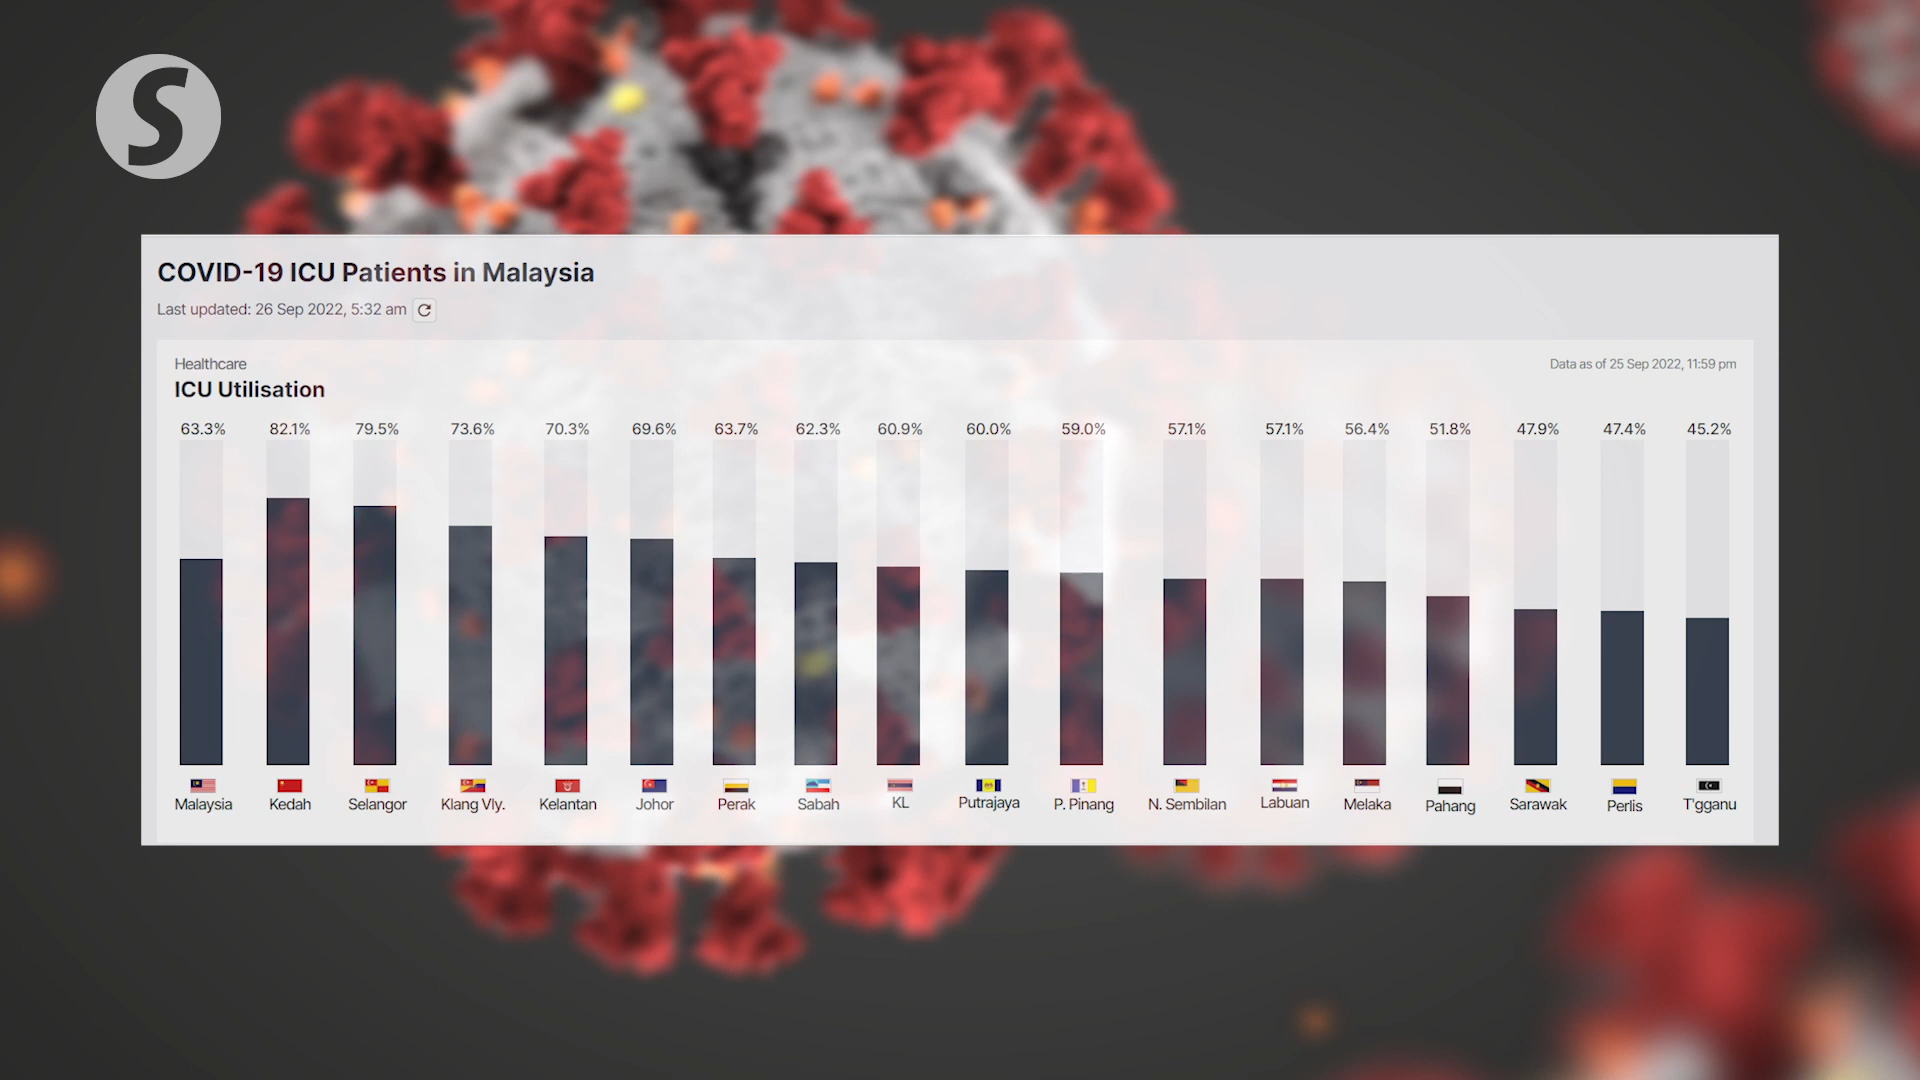 S
COVID-19 ICU Patients in Malaysia
Last updated: 26 Sep 2022, 5:32 am
Healthcare
Data as of 25 Sep 2022, 11:59 pm
ICU Utilisation
63.3% 82.1% 79.5% 73.6% 70.3% 69.6% 63.7% 62.3% 60.9% 60.0% 59.0% 57.1% 57.1% 56.4% 51.8% 47.9% 47.4% 45.2%
Malaysia Kedah Selangor Klang Vly. Kelantan Johor Perak Sabah KL Putrajaya P. Pinang N. Sembilan Labuan Melaka Pahang Sarawak Perlis T'gganu